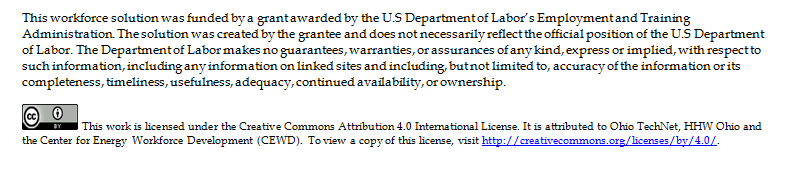 This workforce solution was funded by a grant awarded by the U.S Department of Labor's Employment and Training
Administration. The solution was created by the grantee and does not necessarily reflect the official position of the U.S Department
of Labor. The Department of Labor makes no guarantees, warranties, or assurances of any kind, express or implied, with respect to
such information, including any information on linked sites and including, but not limited to, accuracy of the information or its
completeness, timeliness, usefulness, adequacy, continued availability, or ownership.
cc BY This work is licensed under the Creative Commons Attribution 4.0 International License. It is attributed to Ohio TechNet, HHW Ohio and
the Center for Energy Workforce Development (CEWD). To view a copy of this license, visit http://creativecommons.org/licenses/by/4.0/.